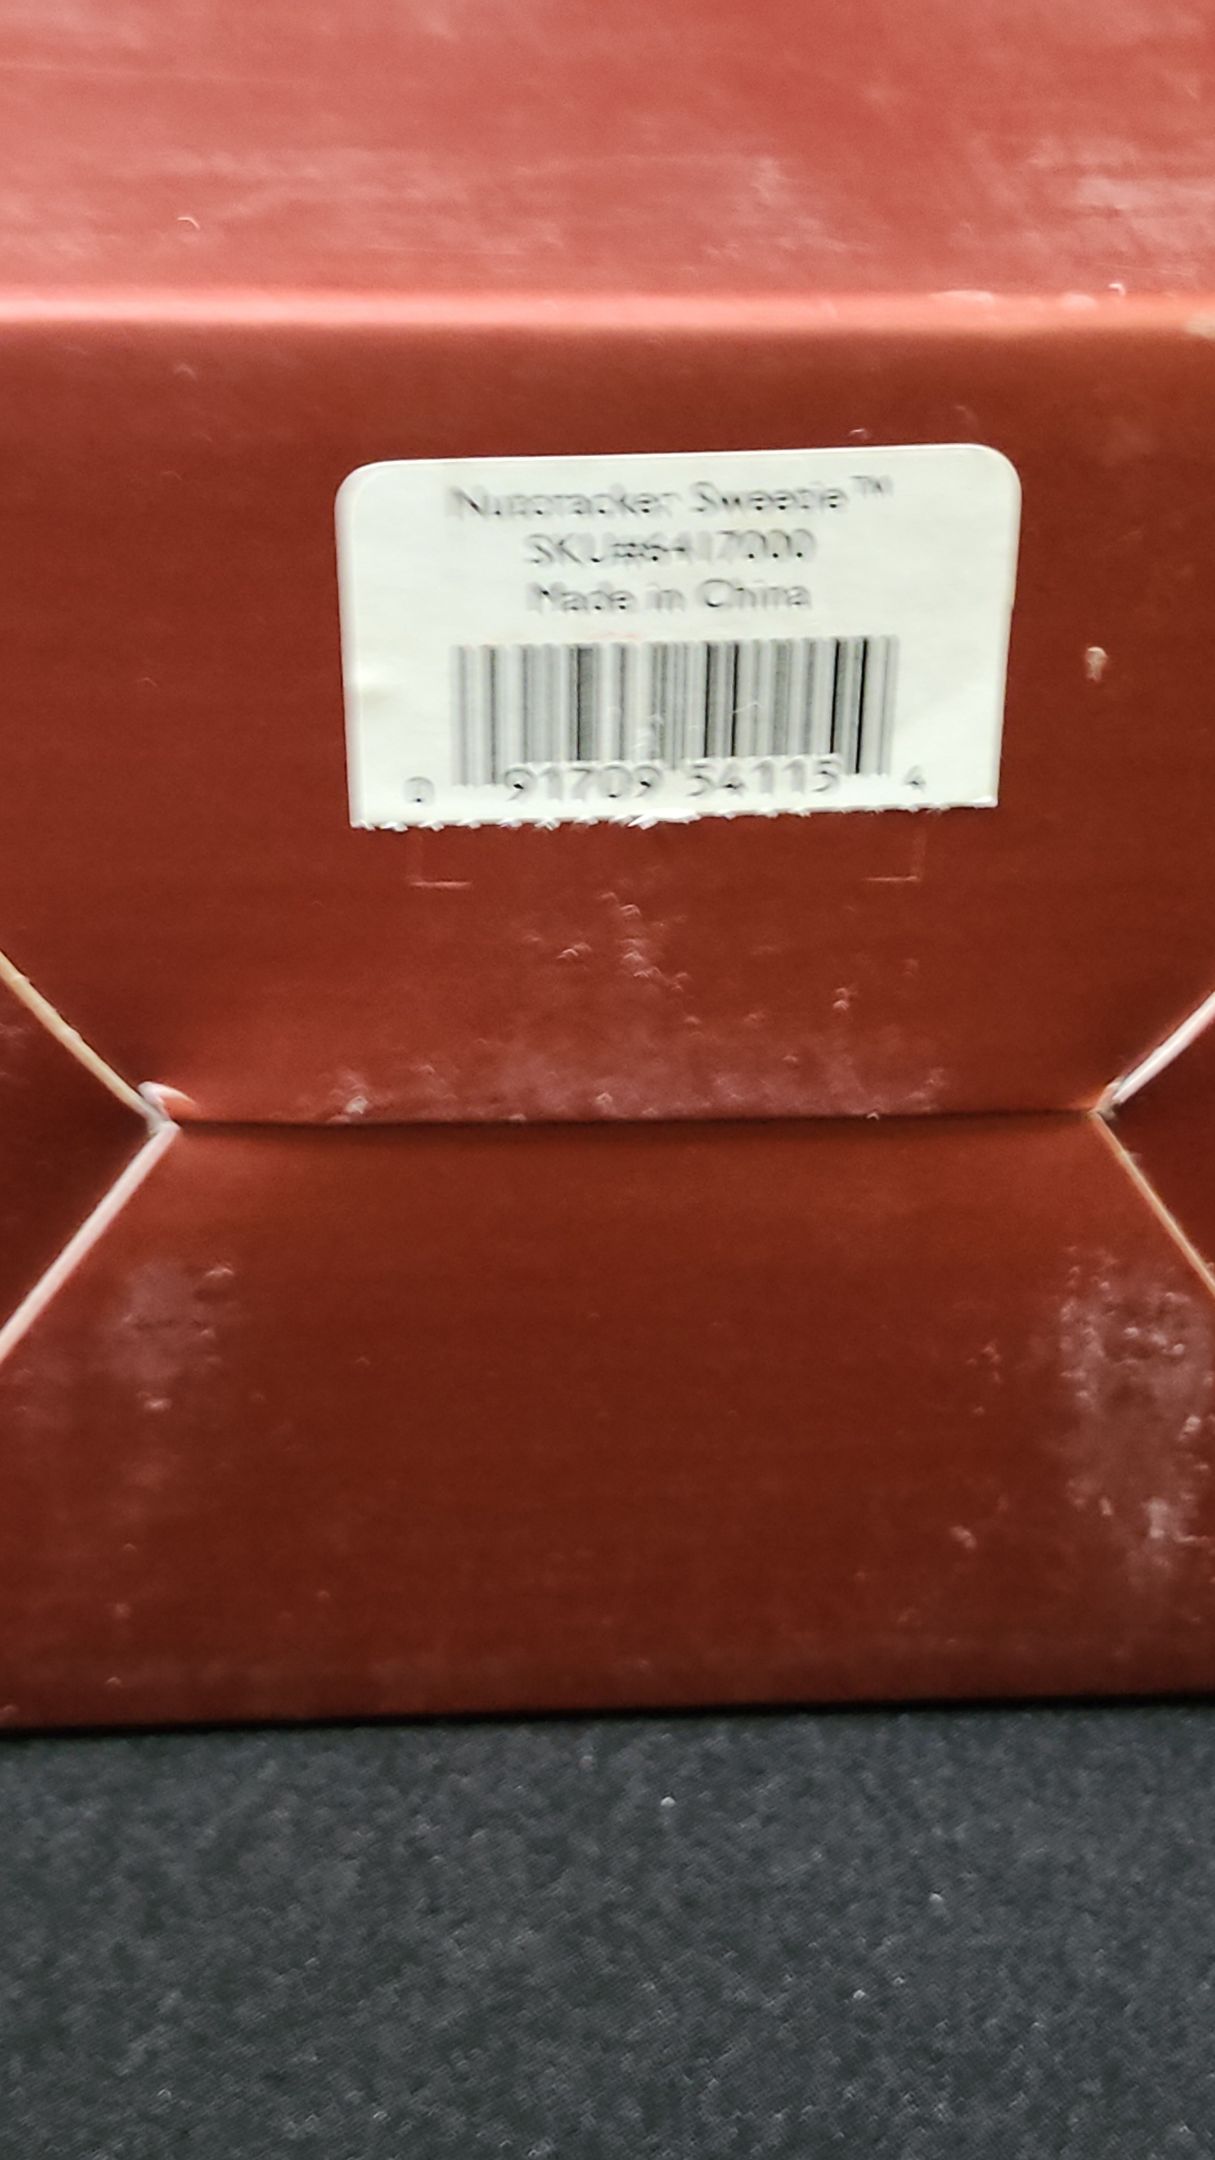 Nutcracker Sweetie™
SKU#6417000
Made in China
0 91709 54115 4